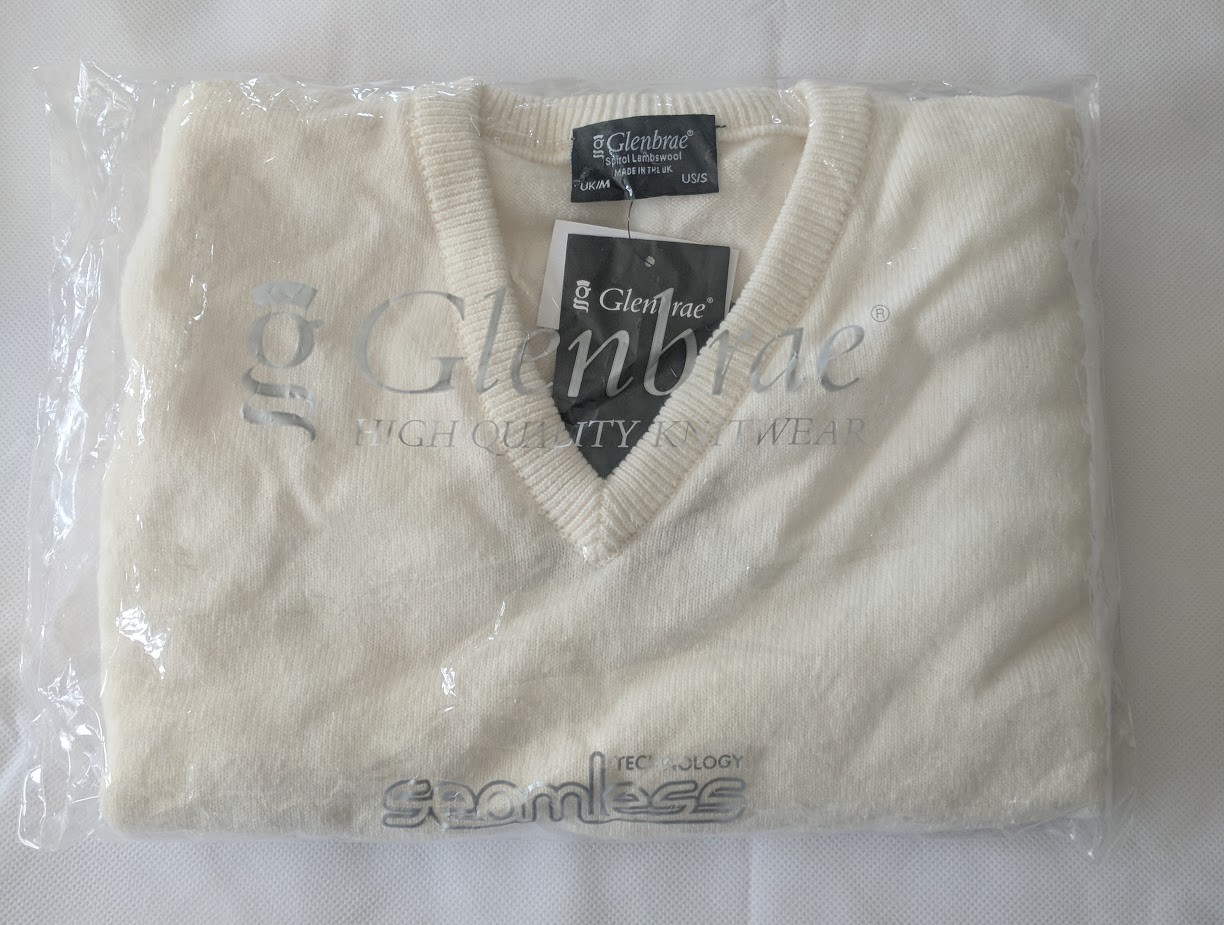 Glenbrae®
Spirol Lambswool
MADE IN THE UK
UK/M US/S
Glenbrae®
g Glenbrae®
HIGH QUALITY KNITWEAR
TECHNOLOGY
seamless